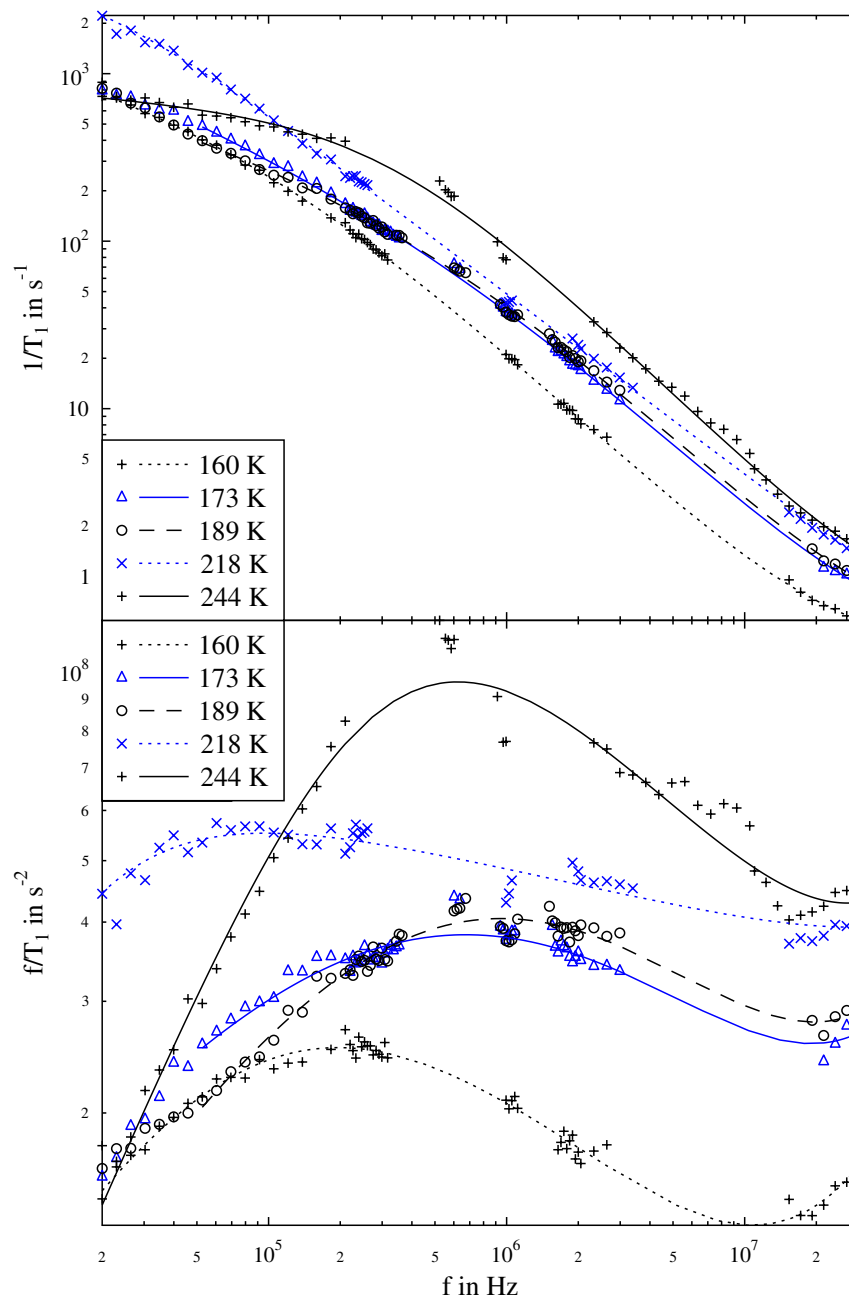 2
10³
5
2
10²
5
2
10
5
2
1
1/T₁ in s⁻¹
160 K
173 K
189 K
218 K
244 K
160 K
173 K
189 K
218 K
244 K
10⁸
9
8
7
6
5
4
3
2
f/T₁ in s⁻²
2 5 10⁵ 2 5 10⁶ 2 5 10⁷ 2
f in Hz